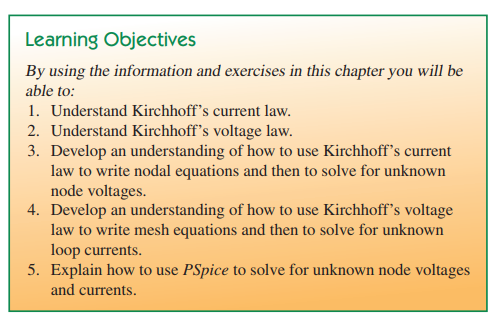 Learning Objectives
By using the information and exercises in this chapter you will be
able to:
1. Understand Kirchhoff's current law.
2. Understand Kirchhoff's voltage law.
3. Develop an understanding of how to use Kirchhoff's current
law to write nodal equations and then to solve for unknown
node voltages.
4. Develop an understanding of how to use Kirchhoff's voltage
law to write mesh equations and then to solve for unknown
loop currents.
5. Explain how to use PSpice to solve for unknown node voltages
and currents.